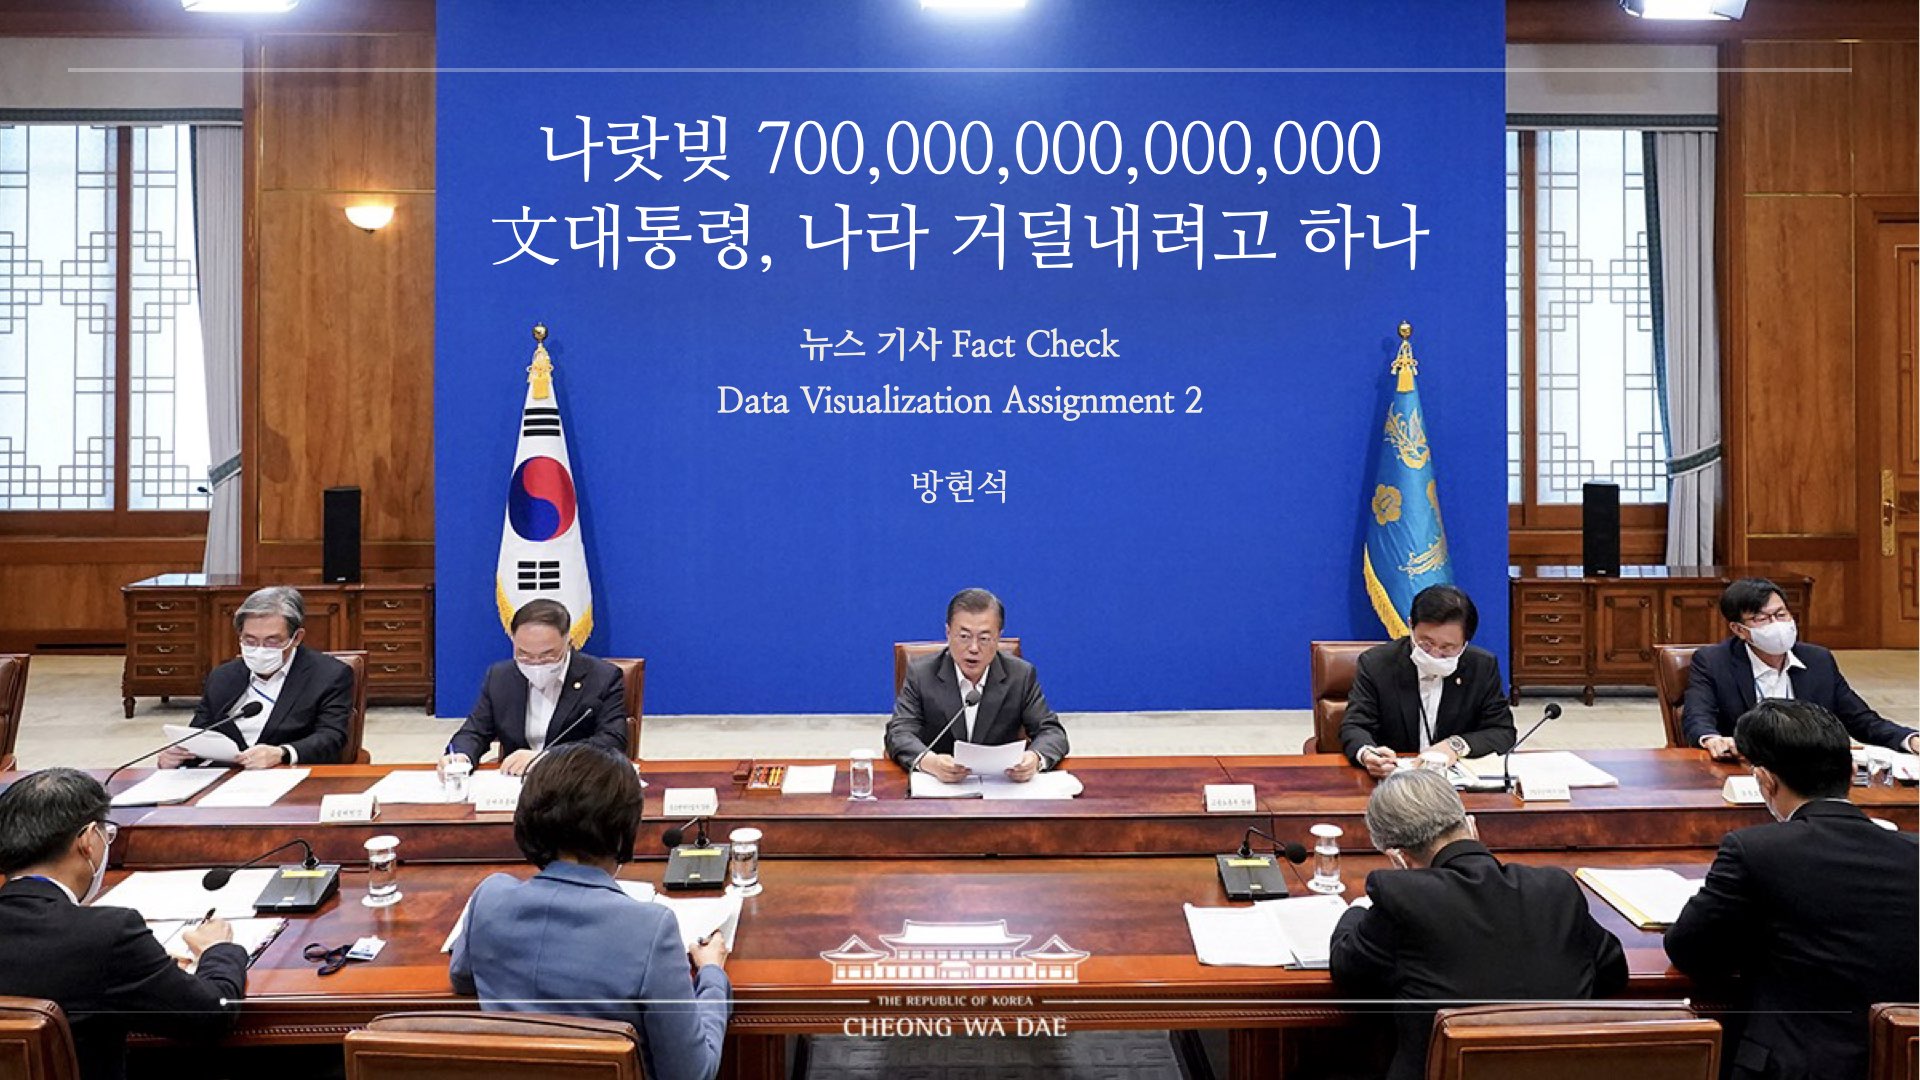 나랏빚 700,000,000,000,000
文대통령, 나라 거덜내려고 하나
뉴스 기사 Fact Check
Data Visualization Assignment 2
방현석
THE REPUBLIC OF KOREA
CHEONG WA DAE